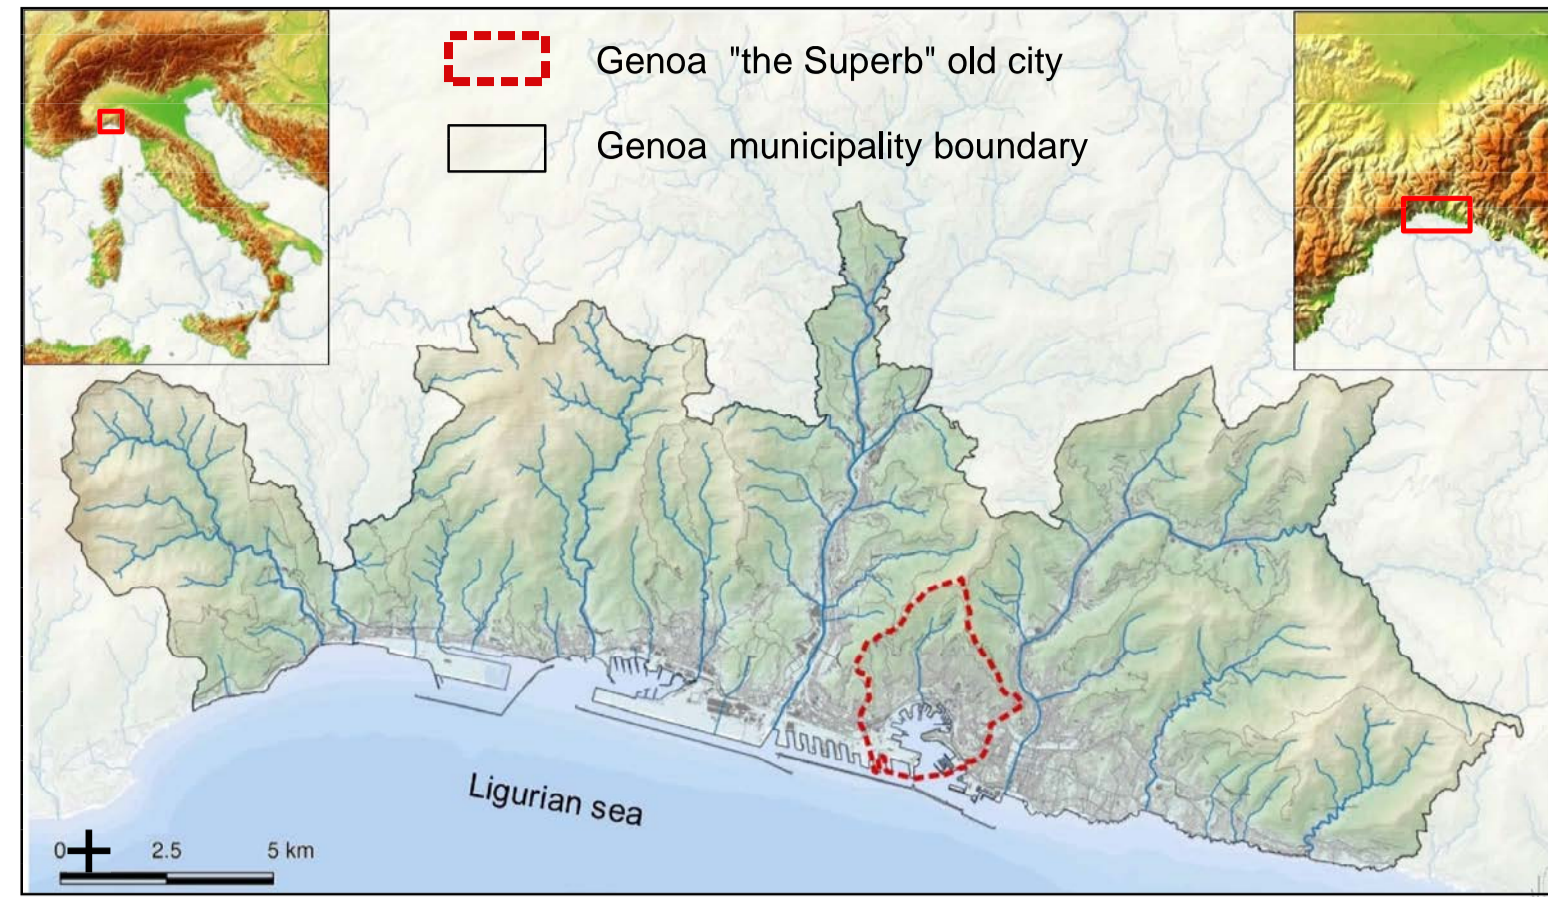 Genoa "the Superb" old city
Genoa municipality boundary
Ligurian sea
0 2.5 5 km